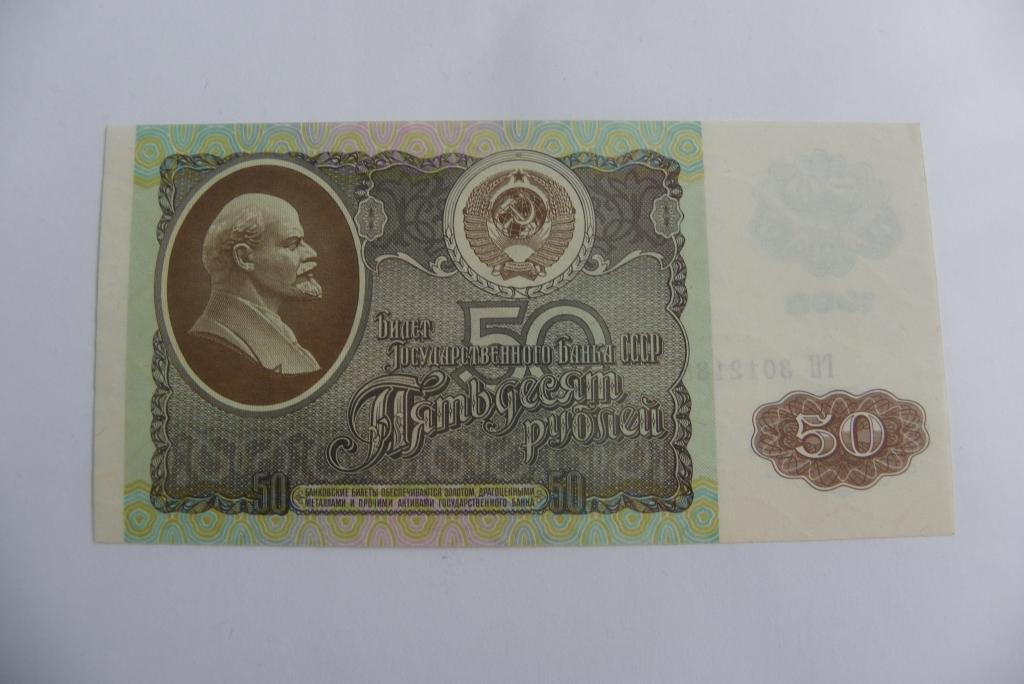 Билет
Государственного Банка СССР
50
Пятьдесят
рублей
50
50
БАНКОВСКИЕ БИЛЕТЫ ОБЕСПЕЧИВАЮТСЯ ЗОЛОТОМ, ДРАГОЦЕННЫМИ
МЕТАЛЛАМИ И ПРОЧИМИ АКТИВАМИ ГОСУДАРСТВЕННОГО БАНКА
50